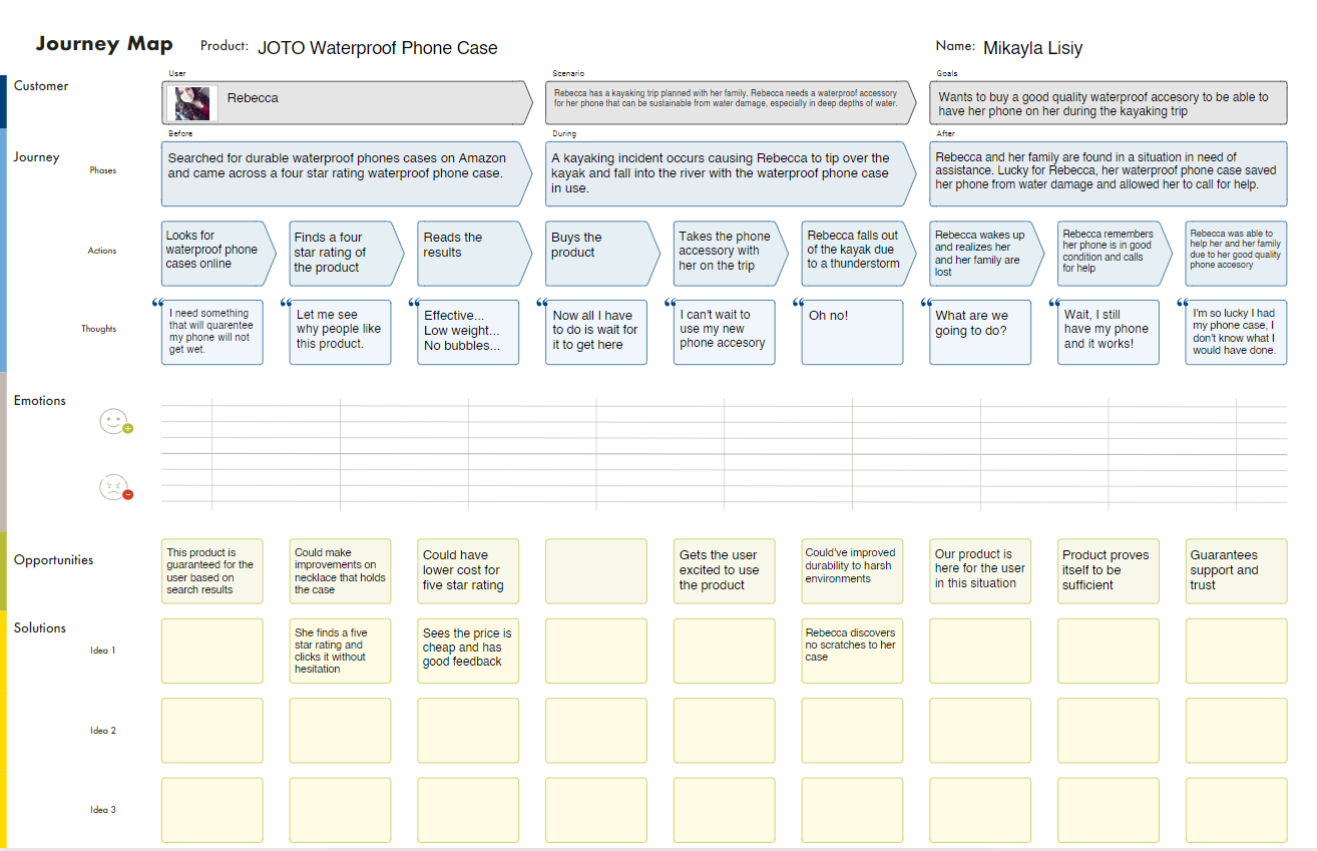 Journey Map Product: JOTO Waterproof Phone Case Name: Mikayla Lisiy
Customer
User
Rebecca
Scenario
Rebecca has a kayaking trip planned with her family. Rebecca needs a waterproof accessory
for her phone that can be sustainable from water damage, especially in deep depths of water.
Goals
Wants to buy a good quality waterproof accesory to be able to
have her phone on her during the kayaking trip
Journey
Phases
Before
Searched for durable waterproof phones cases on Amazon
and came across a four star rating waterproof phone case.
During
A kayaking incident occurs causing Rebecca to tip over the
kayak and fall into the river with the waterproof phone case
in use.
After
Rebecca and her family are found in a situation in need of
assistance. Lucky for Rebecca, her waterproof phone case saved
her phone from water damage and allowed her to call for help.
Actions
Looks for
waterproof phone
cases online
Finds a four
star rating of
the product
Reads the
results
Buys the
product
Takes the phone
accessory with
her on the trip
Rebecca falls out
of the kayak due
to a thunderstorm
Rebecca wakes up
and realizes her
and her family are
lost
Rebecca remembers
her phone is in good
condition and calls
for help
Rebecca was able to
help her and her family
due to her good quality
phone accesory
Thoughts
“ I need something
that will quarentee
my phone will not
get wet.
“ Let me see
why people like
this product.
“ Effective...
Low weight...
No bubbles...
“ Now all I have
to do is wait for
it to get here
“ I can't wait to
use my new
phone accesory
“ Oh no!
“ What are we
going to do?
“ Wait, I still
have my phone
and it works!
“ I'm so lucky I had
my phone case, I
don't know what I
would have done.
Emotions
Opportunities
This product is
guaranteed for the
user based on
search results
Could make
improvements on
necklace that holds
the case
Could have
lower cost for
five star rating
Gets the user
excited to use
the product
Could've improved
durability to harsh
environments
Our product is
here for the user
in this situation
Product proves
itself to be
sufficient
Guarantees
support and
trust
Solutions
Idea 1
She finds a five
star rating and
clicks it without
hesitation
Sees the price is
cheap and has
good feedback
Rebecca discovers
no scratches to her
case
Idea 2
Idea 3